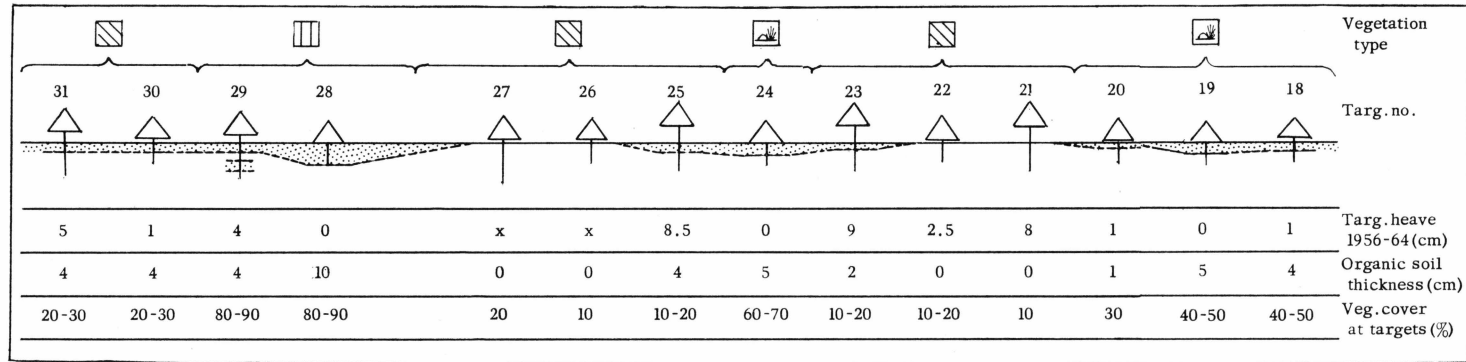 Vegetation
type
31 30 29 28 27 26 25 24 23 22 21 20 19 18 Targ. no.
5 1 4 0 x x 8.5 0 9 2.5 8 1 0 1 Targ. heave
1956-64 (cm)
4 4 4 10 0 0 4 5 2 0 0 1 5 4 Organic soil
thickness (cm)
20-30 20-30 80-90 80-90 20 10 10-20 60-70 10-20 10-20 10 30 40-50 40-50 Veg. cover
at targets (%)